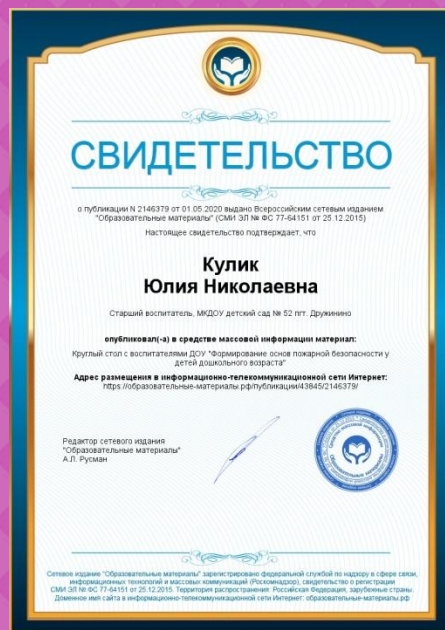 СВИДЕТЕЛЬСТВО
о публикации N 2146379 от 01.05.2020 выдано Всероссийским сетевым изданием
"Образовательные материалы" (СМИ ЭЛ № ФС 77-64151 от 25.12.2015)
Настоящее свидетельство подтверждает, что
Кулик
Юлия Николаевна
Старший воспитатель, МКДОУ детский сад № 52 пгт. Дружинино
опубликовал(-а) в средстве массовой информации материал:
Круглый стол с воспитателями ДОУ "Формирование основ пожарной безопасности у
детей дошкольного возраста"
Адрес размещения в информационно-телекоммуникационной сети Интернет:
https://образовательные-материалы.рф/публикации/43845/2146379/
Редактор сетевого издания
"Образовательные материалы"
А.Л. Русман
Образовательные материалы
Сетевое издание "Образовательные материалы" зарегистрировано федеральной службой по надзору в сфере связи,
информационных технологий и массовых коммуникаций (Роскомнадзор), свидетельство о регистрации
СМИ ЭЛ № ФС 77-64151 от 25.12.2015. Территория распространения: Российская Федерация, зарубежные страны.
Доменное имя сайта в информационно-телекоммуникационной сети Интернет: образовательные-материалы.рф